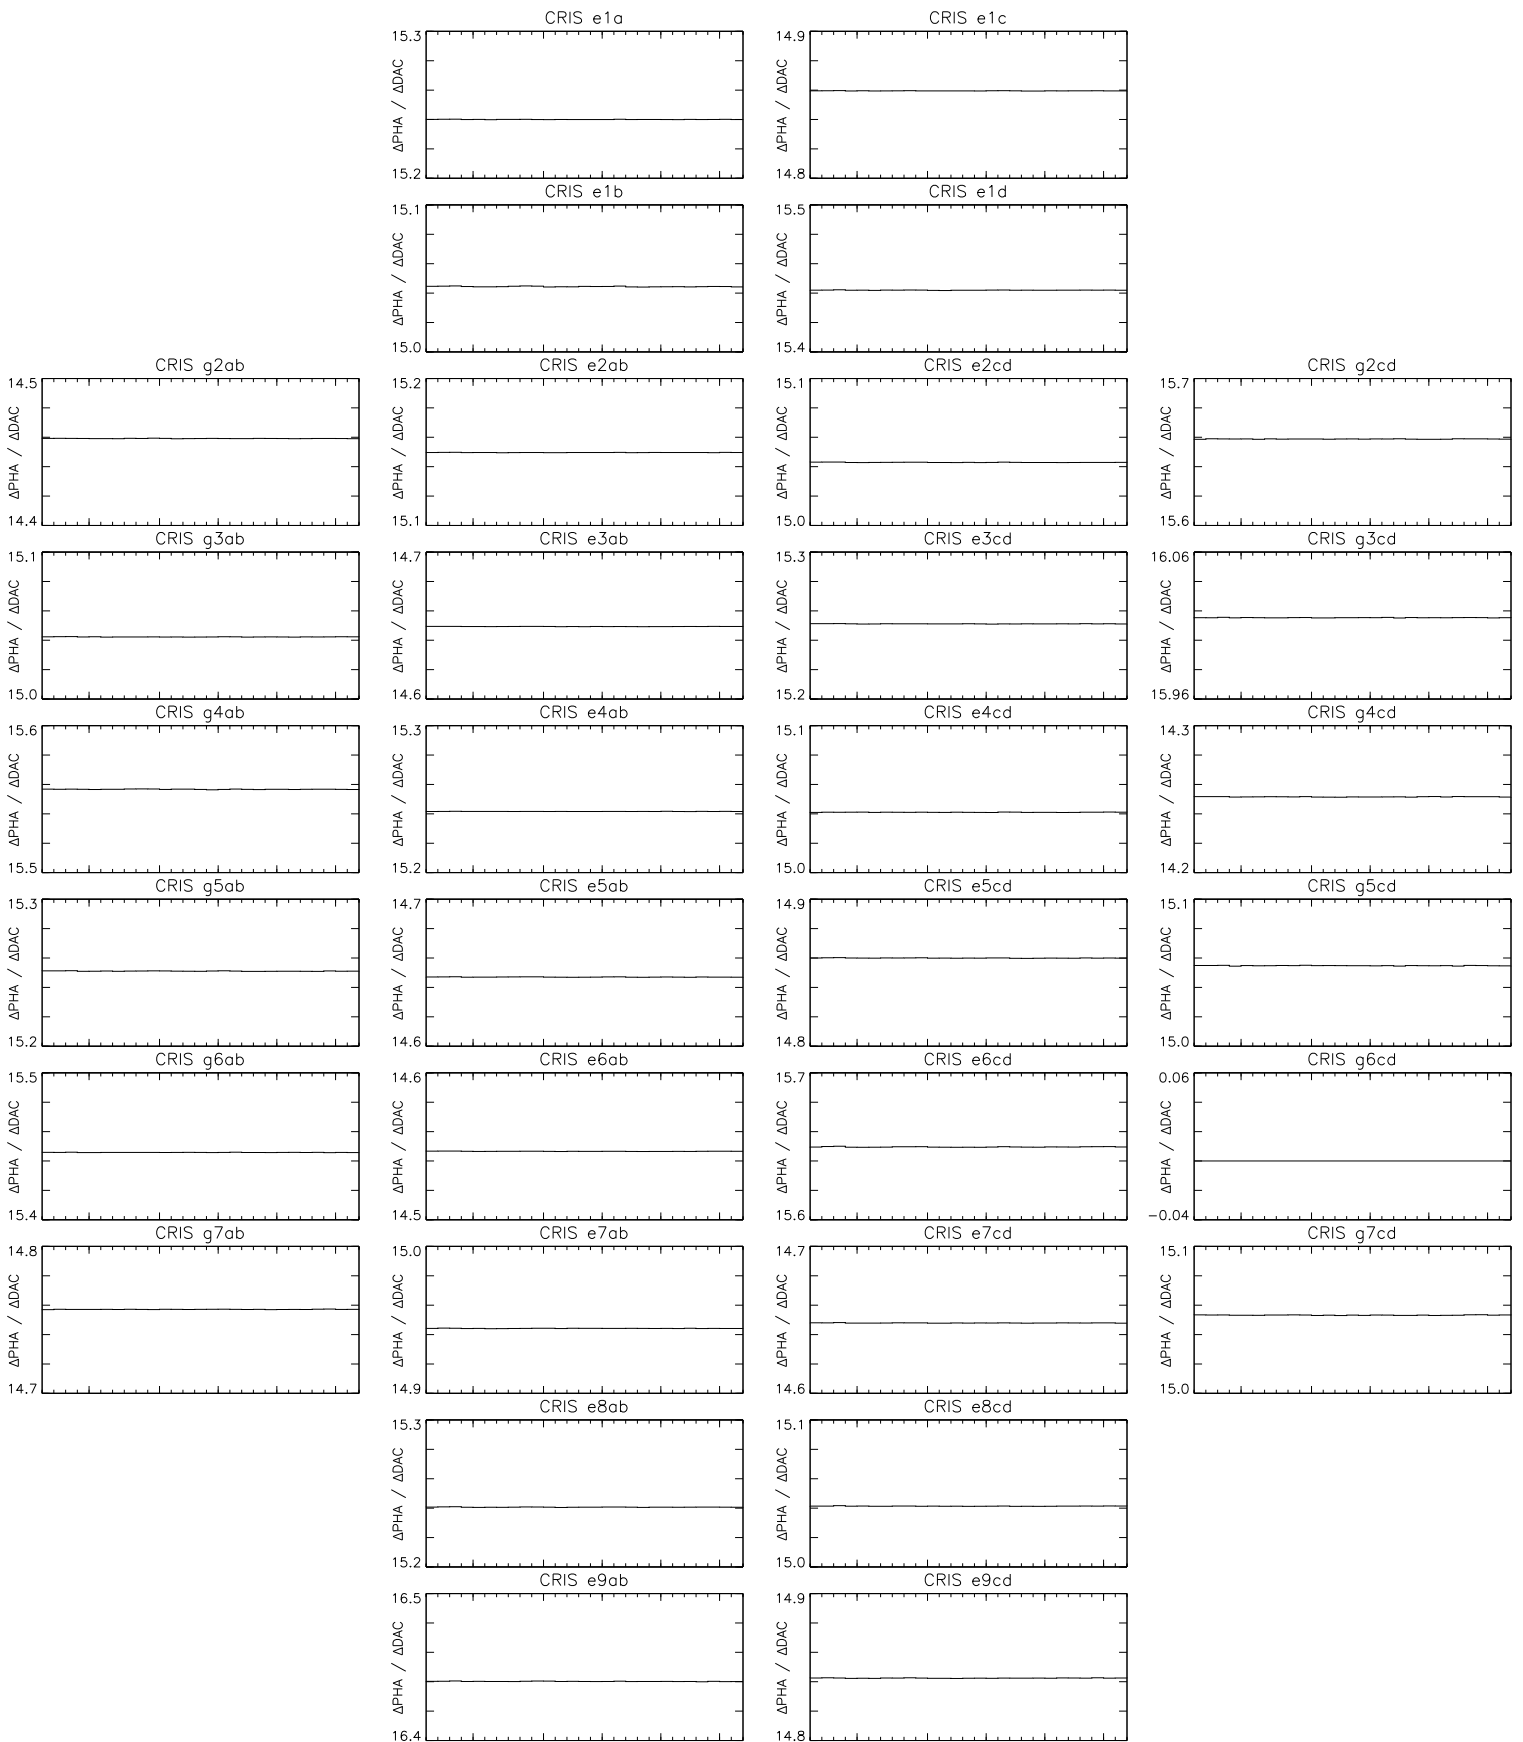 CRIS e1a
15.3
ΔPHA / ΔDAC
15.2
CRIS e1c
14.9
ΔPHA / ΔDAC
14.8
CRIS e1b
15.1
ΔPHA / ΔDAC
15.0
CRIS e1d
15.5
ΔPHA / ΔDAC
15.4
CRIS g2ab
14.5
ΔPHA / ΔDAC
14.4
CRIS e2ab
15.2
ΔPHA / ΔDAC
15.1
CRIS e2cd
15.1
ΔPHA / ΔDAC
15.0
CRIS g2cd
15.7
ΔPHA / ΔDAC
15.6
CRIS g3ab
15.1
ΔPHA / ΔDAC
15.0
CRIS e3ab
14.7
ΔPHA / ΔDAC
14.6
CRIS e3cd
15.3
ΔPHA / ΔDAC
15.2
CRIS g3cd
16.06
ΔPHA / ΔDAC
15.96
CRIS g4ab
15.6
ΔPHA / ΔDAC
15.5
CRIS e4ab
15.3
ΔPHA / ΔDAC
15.2
CRIS e4cd
15.1
ΔPHA / ΔDAC
15.0
CRIS g4cd
14.3
ΔPHA / ΔDAC
14.2
CRIS g5ab
15.3
ΔPHA / ΔDAC
15.2
CRIS e5ab
14.7
ΔPHA / ΔDAC
14.6
CRIS e5cd
14.9
ΔPHA / ΔDAC
14.8
CRIS g5cd
15.1
ΔPHA / ΔDAC
15.0
CRIS g6ab
15.5
ΔPHA / ΔDAC
15.4
CRIS e6ab
14.6
ΔPHA / ΔDAC
14.5
CRIS e6cd
15.7
ΔPHA / ΔDAC
15.6
CRIS g6cd
0.06
ΔPHA / ΔDAC
−0.04
CRIS g7ab
14.8
ΔPHA / ΔDAC
14.7
CRIS e7ab
15.0
ΔPHA / ΔDAC
14.9
CRIS e7cd
14.7
ΔPHA / ΔDAC
14.6
CRIS g7cd
15.1
ΔPHA / ΔDAC
15.0
CRIS e8ab
15.3
ΔPHA / ΔDAC
15.2
CRIS e8cd
15.1
ΔPHA / ΔDAC
15.0
CRIS e9ab
16.5
ΔPHA / ΔDAC
16.4
CRIS e9cd
14.9
ΔPHA / ΔDAC
14.8